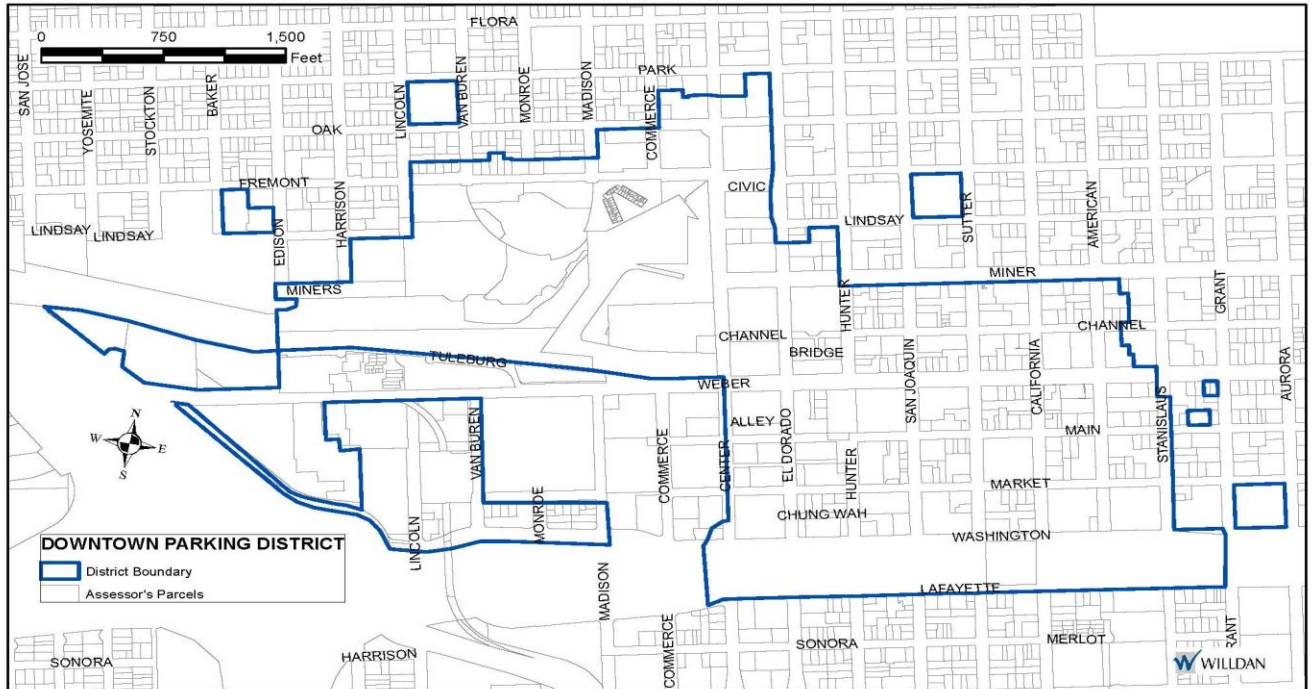 FLORA
0 750 1,500
Feet
PARK
SAN JOSE
YOSEMITE
STOCKTON
BAKER
LINCOLN
VAN BUREN
MONROE
MADISON
COMMERCE
OAK
FREMONT
CIVIC
LINDSAY
LINDSAY
EDISON
HARRISON
LINDSAY
SUTTER
AMERICAN
MINERS
MINER
HUNTER
GRANT
CHANNEL
CHANNEL
BRIDGE
TULEBURG
WEBER
SAN JOAQUIN
CALIFORNIA
AURORA
N
W E
S
ALLEY
MAIN
STANISLAUS
VAN BUREN
COMMERCE
CENTER
EL DORADO
HUNTER
MARKET
CHUNG WAH
WASHINGTON
LINCOLN
MONROE
DOWNTOWN PARKING DISTRICT
District Boundary
Assessor's Parcels
MADISON
LAFAYETTE
COMMERCE
SONORA
MERLOT
RANT
SONORA
HARRISON
W WILLDAN